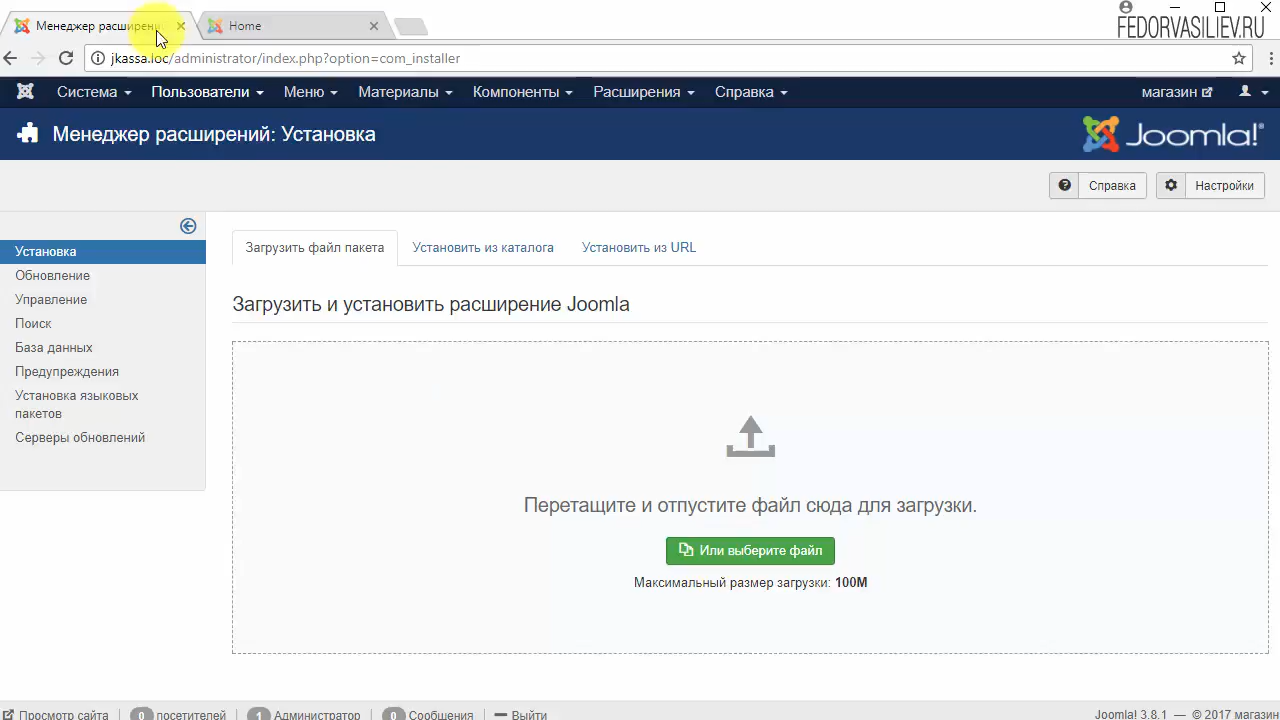 Менеджер расширени
Home
FEDORVASILIEV.RU
jkassa.loc/administrator/index.php?option=com_installer
Система Пользователи Меню Материалы Компоненты Расширения Справка магазин
Менеджер расширений: Установка
Joomla!®
Справка
Настройки
Установка
Обновление
Управление
Поиск
База данных
Предупреждения
Установка языковых
пакетов
Серверы обновлений
Загрузить файл пакета
Установить из каталога
Установить из URL
Загрузить и установить расширение Joomla
Перетащите и отпустите файл сюда для загрузки.
Или выберите файл
Максимальный размер загрузки: 100M
Просмотр сайта 0 посетителей 1 Администратор 0 Сообщения Выйти
Joomla! 3.8.1 — © 2017 магазин